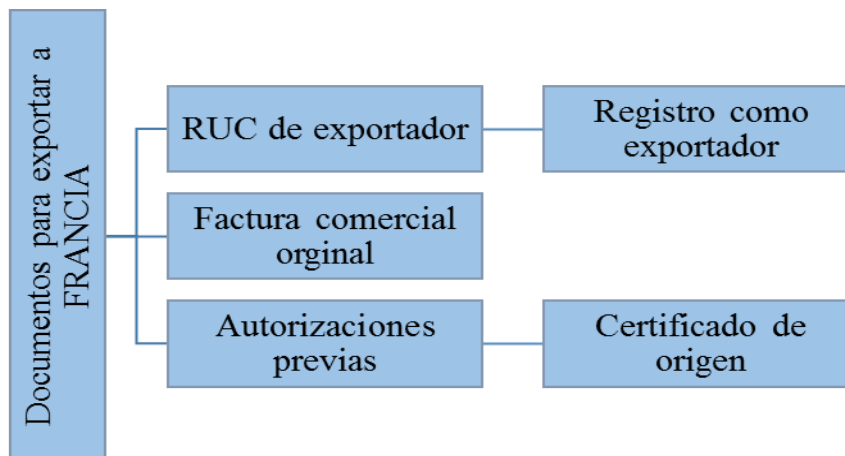 Documentos para exportar a
FRANCIA
RUC de exportador
Registro como
exportador
Factura comercial
orginal
Autorizaciones
previas
Certificado de
origen